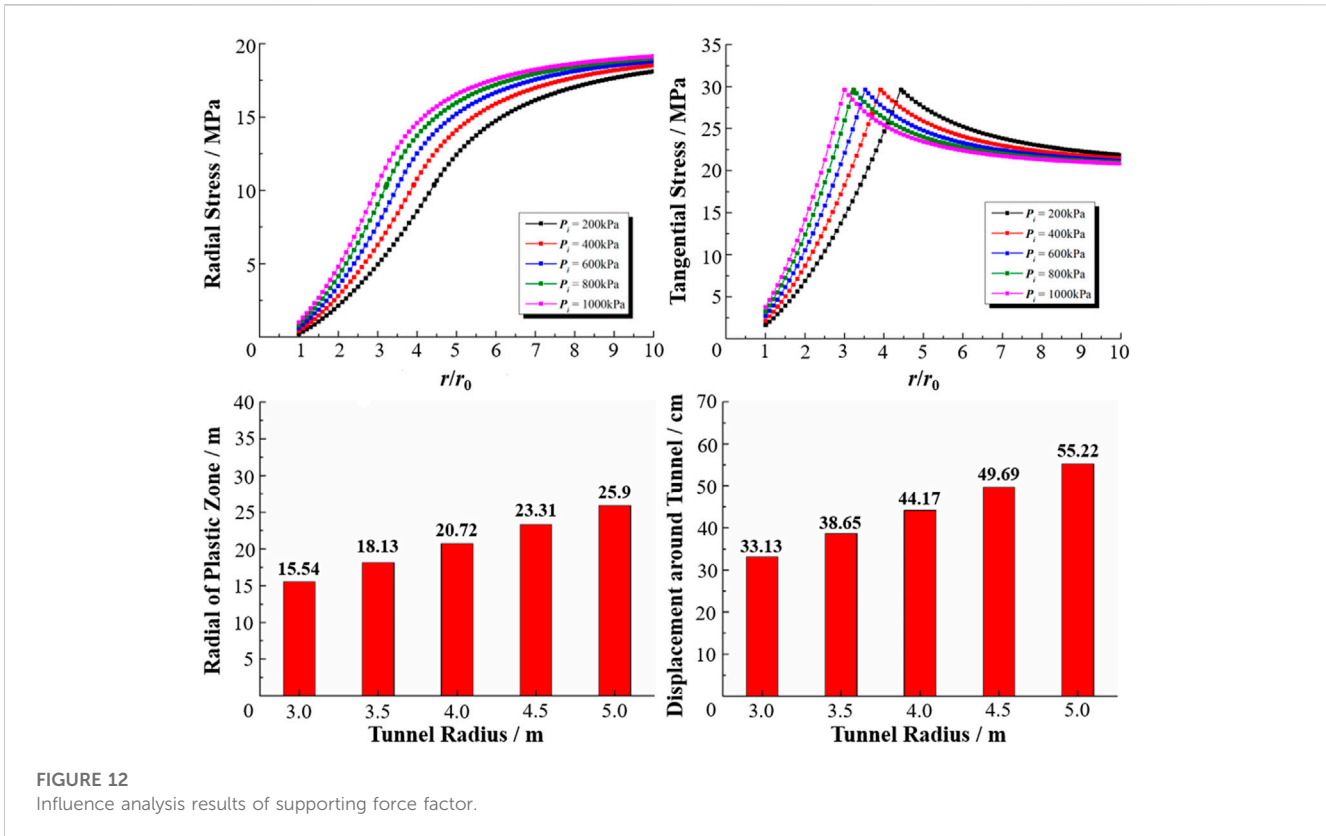 Radial Stress / MPa
20
15
10
5
0
1 2 3 4 5 6 7 8 9 10
r/r0
Pi = 200kPa
Pi = 400kPa
Pi = 600kPa
Pi = 800kPa
Pi = 1000kPa
Tangential Stress / MPa
35
30
25
20
15
10
5
0
1 2 3 4 5 6 7 8 9 10
r/r0
Pi = 200kPa
Pi = 400kPa
Pi = 600kPa
Pi = 800kPa
Pi = 1000kPa
Radial of Plastic Zone / m
40
35
30
25
20
15
10
5
0
15.54
18.13
20.72
23.31
25.9
3.0 3.5 4.0 4.5 5.0
Tunnel Radius / m
Displacement around Tunnel / cm
70
60
50
40
30
20
10
0
33.13
38.65
44.17
49.69
55.22
3.0 3.5 4.0 4.5 5.0
Tunnel Radius / m
FIGURE 12
Influence analysis results of supporting force factor.